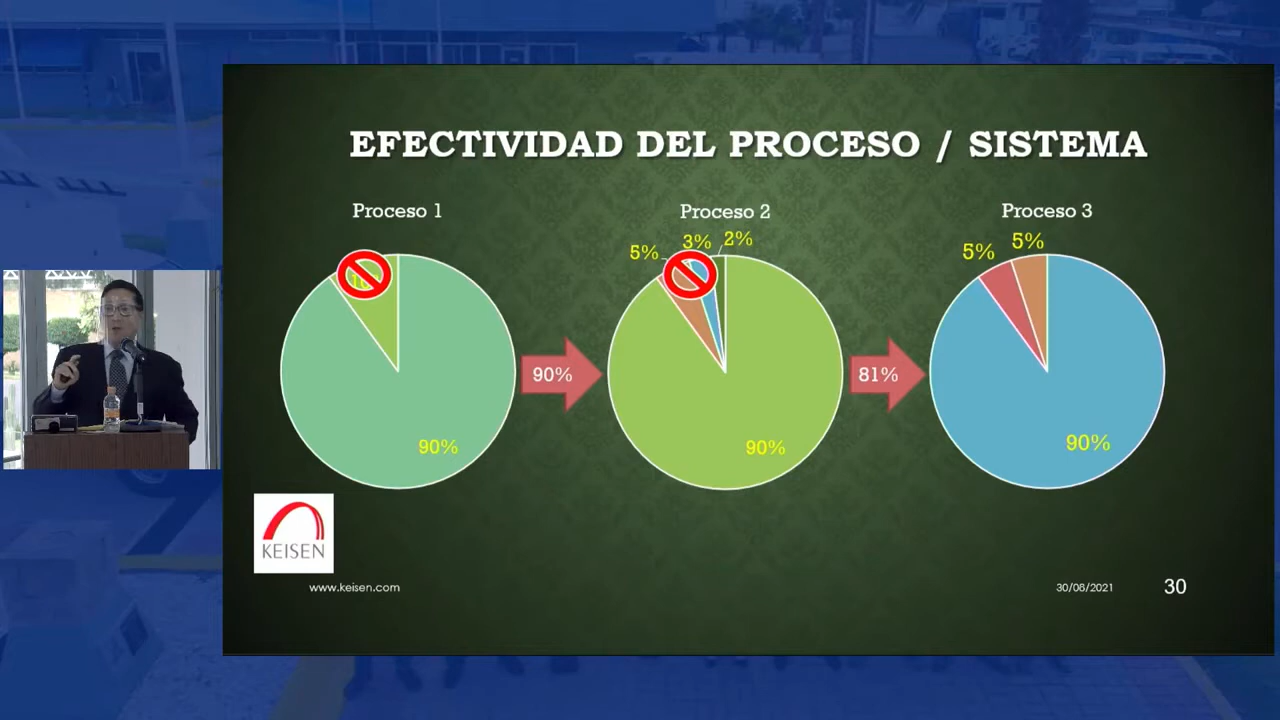 EFECTIVIDAD DEL PROCESO / SISTEMA
Proceso 1
Proceso 2
Proceso 3
5%
3%
2%
5%
5%
90%
81%
90%
90%
90%
KEISEN
www.keisen.com
30/08/2021
30